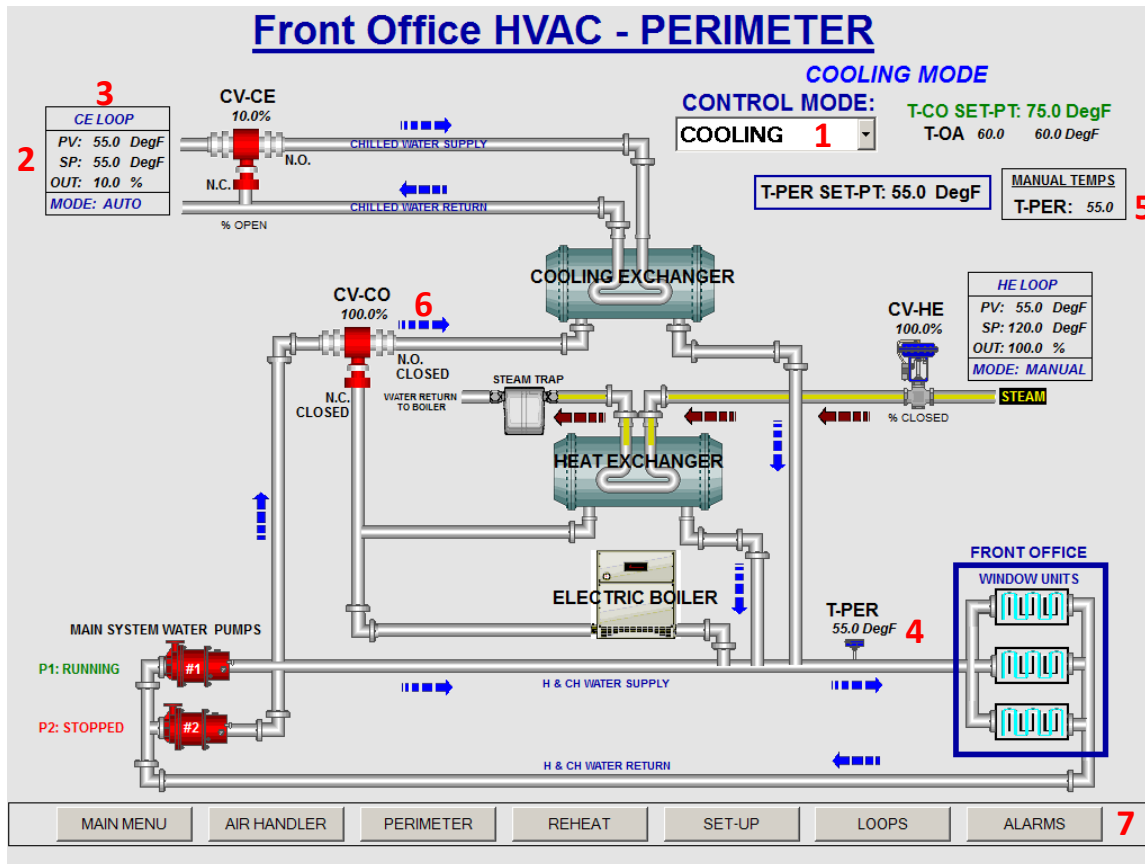 Front Office HVAC - PERIMETER
COOLING MODE
3
CV-CE
10.0%
CONTROL MODE:
T-CO SET-PT: 75.0 DegF
COOLING
1
T-OA 60.0 60.0 DegF
2
CE LOOP
PV: 55.0 DegF
SP: 55.0 DegF
OUT: 10.0 %
MODE: AUTO
CHILLED WATER SUPPLY
N.O.
N.C.
CHILLED WATER RETURN
% OPEN
T-PER SET-PT: 55.0 DegF
MANUAL TEMPS
T-PER: 55.0
5
COOLING EXCHANGER
CV-CO
100.0%
6
N.O.
CLOSED
N.C.
CLOSED
CV-HE
100.0%
HE LOOP
PV: 55.0 DegF
SP: 120.0 DegF
OUT: 100.0 %
MODE: MANUAL
STEAM TRAP
WATER RETURN
TO BOILER
STEAM
% CLOSED
HEAT EXCHANGER
ELECTRIC BOILER
FRONT OFFICE
WINDOW UNITS
T-PER
55.0 DegF
4
MAIN SYSTEM WATER PUMPS
P1: RUNNING
#1
H & CH WATER SUPPLY
P2: STOPPED
#2
H & CH WATER RETURN
MAIN MENU
AIR HANDLER
PERIMETER
REHEAT
SET-UP
LOOPS
ALARMS
7